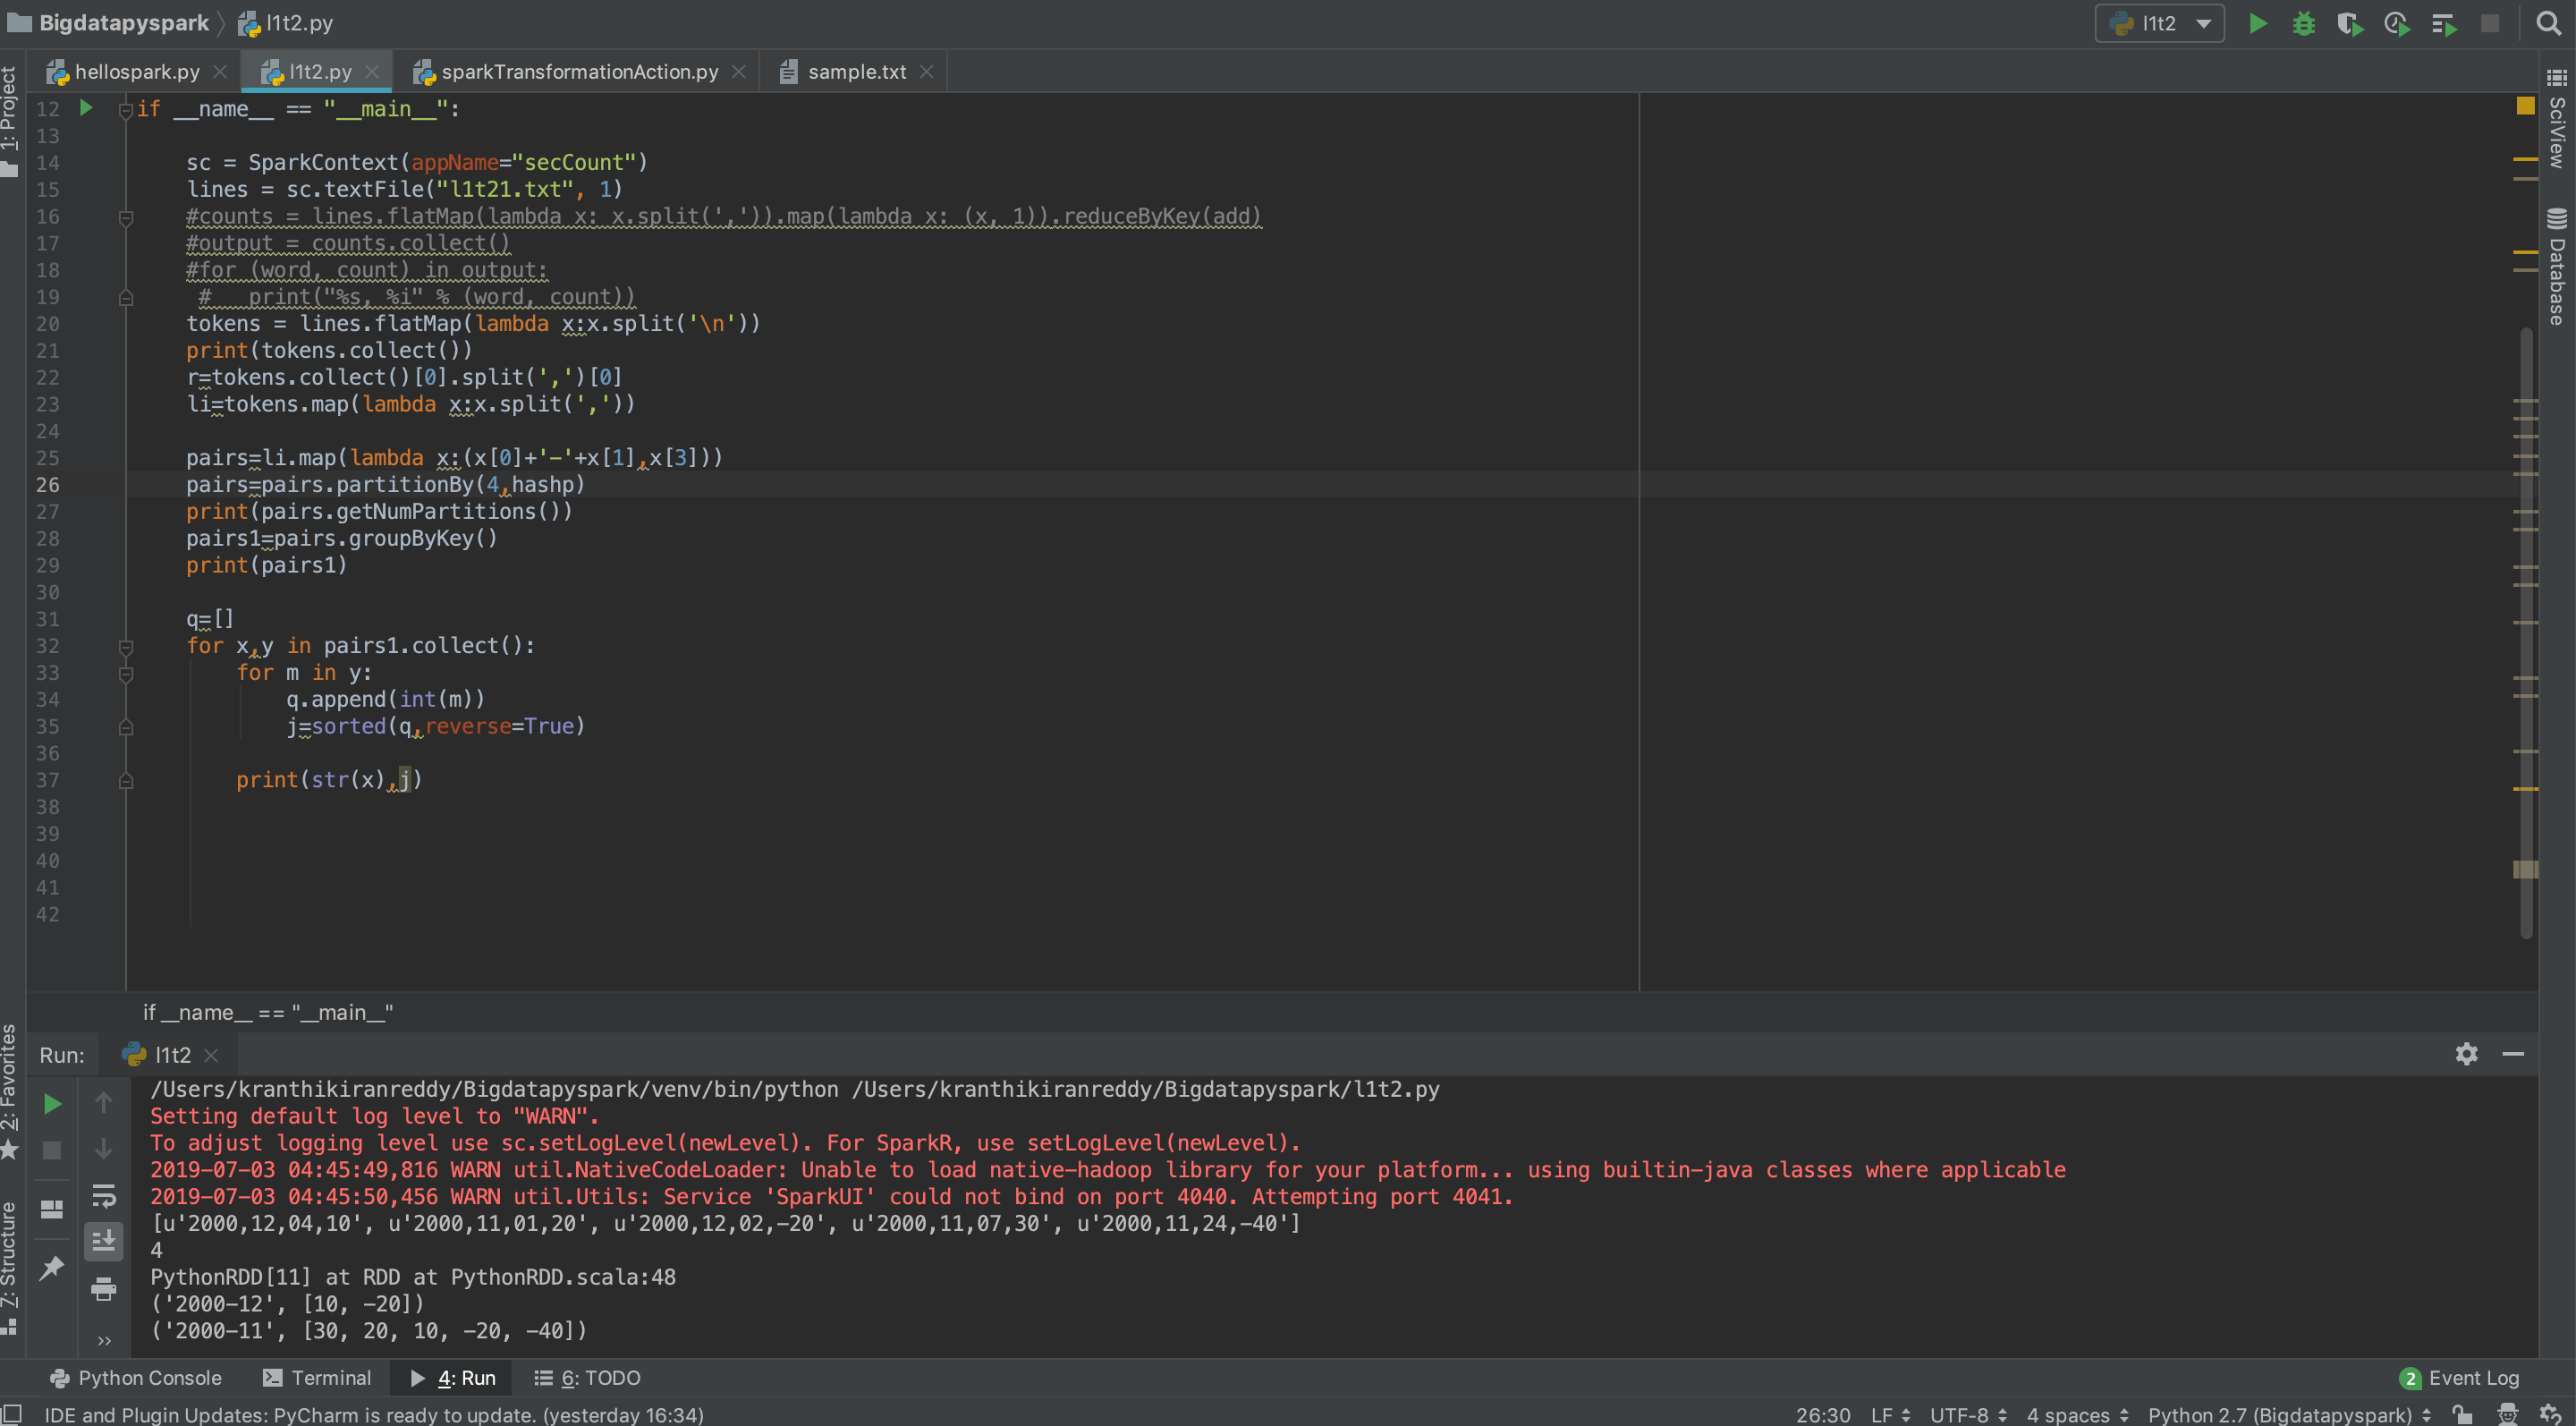 Bigdatapyspark l1t2.py l1t2
hellospark.py l1t2.py sparkTransformationAction.py sample.txt
1: Project
SciView
Database
12 if __name__ == "__main__":
13
14 sc = SparkContext(appName="secCount")
15 lines = sc.textFile("l1t21.txt", 1)
16 #counts = lines.flatMap(lambda x: x.split(',')).map(lambda x: (x, 1)).reduceByKey(add)
17 #output = counts.collect()
18 #for (word, count) in output:
19 #   print("%s, %i" % (word, count))
20 tokens = lines.flatMap(lambda x:x.split('\n'))
21 print(tokens.collect())
22 r=tokens.collect()[0].split(',')[0]
23 li=tokens.map(lambda x:x.split(','))
24
25 pairs=li.map(lambda x:(x[0]+'-'+x[1],x[3]))
26 pairs=pairs.partitionBy(4,hashp)
27 print(pairs.getNumPartitions())
28 pairs1=pairs.groupByKey()
29 print(pairs1)
30
31 q=[]
32 for x,y in pairs1.collect():
33 for m in y:
34 q.append(int(m))
35 j=sorted(q,reverse=True)
36
37 print(str(x),j)
38
39
40
41
42
if __name__ == "__main__"
2: Favorites
7: Structure
Run: l1t2
/Users/kranthikiranreddy/Bigdatapyspark/venv/bin/python /Users/kranthikiranreddy/Bigdatapyspark/l1t2.py
Setting default log level to "WARN".
To adjust logging level use sc.setLogLevel(newLevel). For SparkR, use setLogLevel(newLevel).
2019-07-03 04:45:49,816 WARN util.NativeCodeLoader: Unable to load native-hadoop library for your platform... using builtin-java classes where applicable
2019-07-03 04:45:50,456 WARN util.Utils: Service 'SparkUI' could not bind on port 4040. Attempting port 4041.
[u'2000,12,04,10', u'2000,11,01,20', u'2000,12,02,-20', u'2000,11,07,30', u'2000,11,24,-40']
4
PythonRDD[11] at RDD at PythonRDD.scala:48
('2000-12', [10, -20])
('2000-11', [30, 20, 10, -20, -40])
Python Console Terminal 4: Run 6: TODO 2 Event Log
IDE and Plugin Updates: PyCharm is ready to update. (yesterday 16:34) 26:30 LF UTF-8 4 spaces Python 2.7 (Bigdatapyspark)